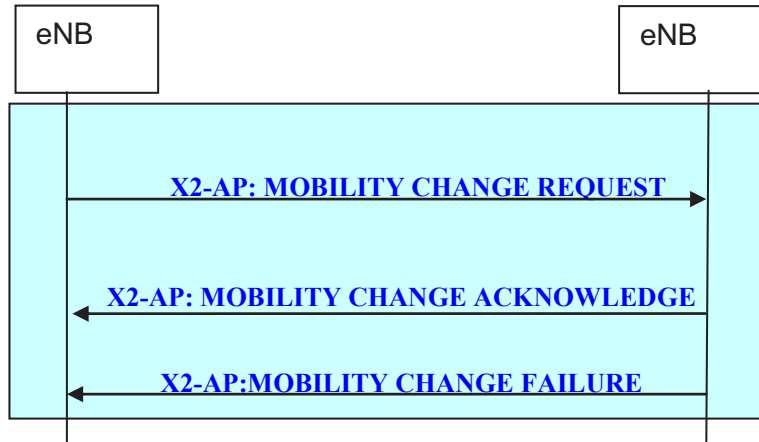 eNB
eNB
X2-AP: MOBILITY CHANGE REQUEST
X2-AP: MOBILITY CHANGE ACKNOWLEDGE
X2-AP:MOBILITY CHANGE FAILURE